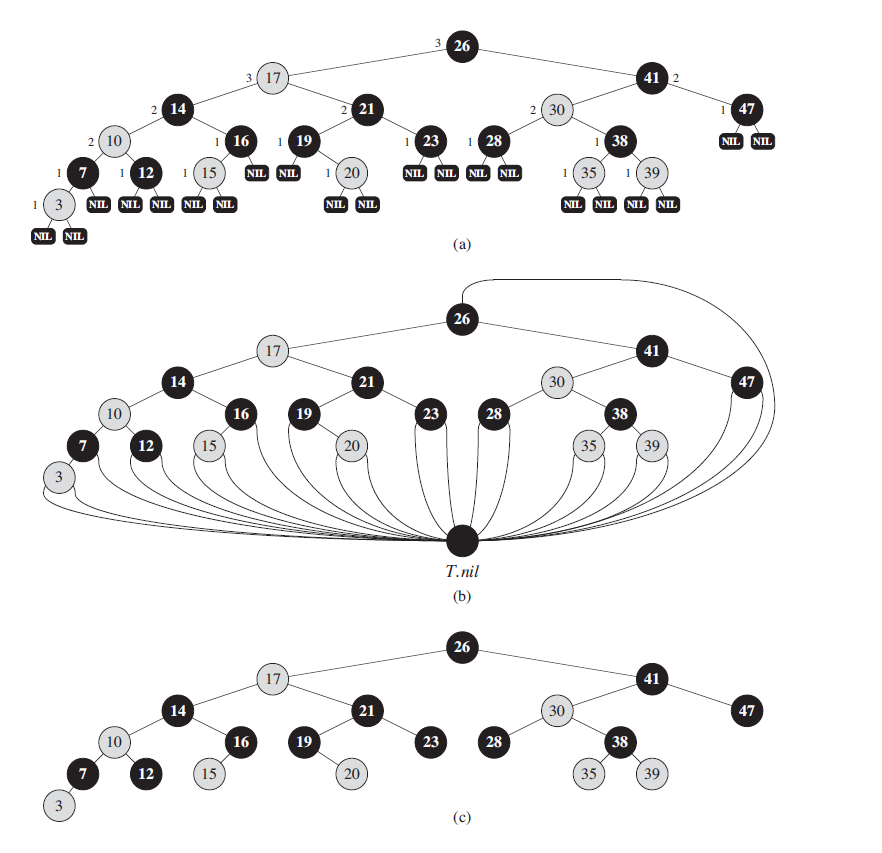 3 26
3 17 41 2
2 14 2 21 2 30 1 47
2 10 1 16 1 19 1 23 1 28 1 38 NIL NIL
1 7 1 12 1 15 NIL NIL 20 NIL NIL NIL NIL 1 35 1 39
1 3 NIL NIL NIL NIL NIL NIL NIL NIL NIL NIL NIL
NIL NIL
(a)
26
17 41
14 21 30 47
10 16 19 23 28 38
7 12 15 20 35 39
3
T.nil
(b)
26
17 41
14 21 30 47
10 16 19 23 28 38
7 12 15 20 35 39
3
(c)